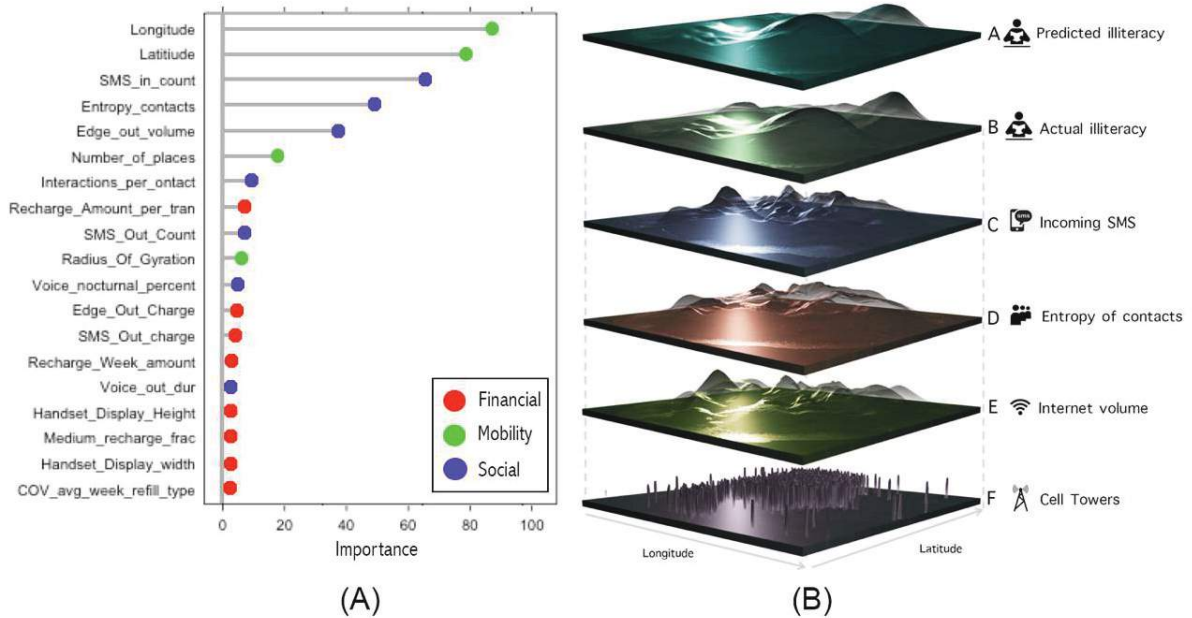 Longitude
Latitiude
SMS_in_count
Entropy_contacts
Edge_out_volume
Number_of_places
Interactions_per_ontact
Recharge_Amount_per_tran
SMS_Out_Count
Radius_Of_Gyration
Voice_nocturnal_percent
Edge_Out_Charge
SMS_Out_charge
Recharge_Week_amount
Voice_out_dur
Handset_Display_Height
Medium_recharge_frac
Handset_Display_width
COV_avg_week_refill_type
0 20 40 60 80 100
Importance
Financial
Mobility
Social
(A)
A Predicted illiteracy
B Actual illiteracy
C sms Incoming SMS
D Entropy of contacts
E Internet volume
F Cell Towers
Longitude
Latitude
(B)